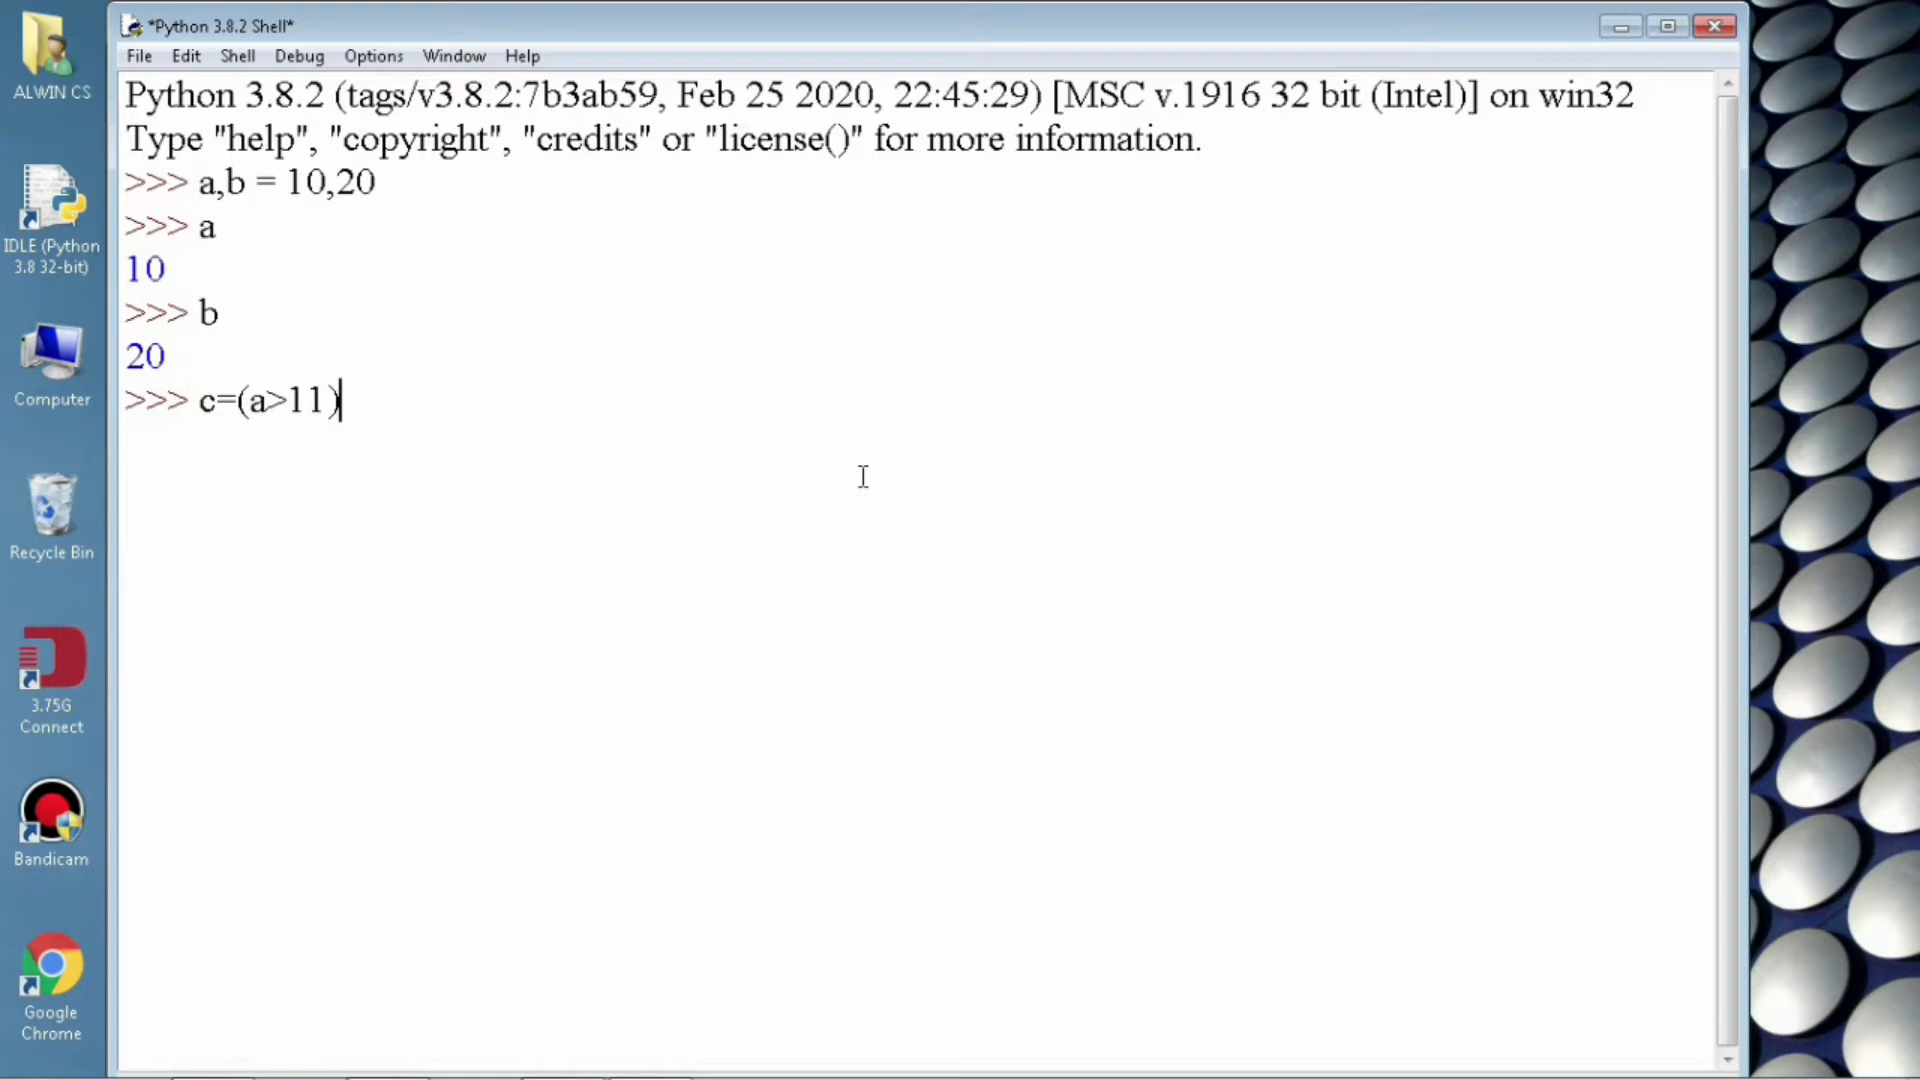 *Python 3.8.2 Shell*
File Edit Shell Debug Options Window Help
Python 3.8.2 (tags/v3.8.2:7b3ab59, Feb 25 2020, 22:45:29) [MSC v.1916 32 bit (Intel)] on win32
Type "help", "copyright", "credits" or "license()" for more information.
>>> a,b = 10,20
>>> a
10
>>> b
20
>>> c=(a>11)
ALWIN CS
IDLE (Python
3.8 32-bit)
Computer
Recycle Bin
3.75G
Connect
Bandicam
Google
Chrome